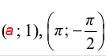 (a ; 1), (π; -π/2)